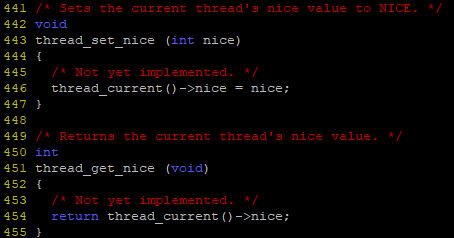 441 /* Sets the current thread's nice value to NICE. */
442 void
443 thread_set_nice (int nice)
444 {
445   /* Not yet implemented. */
446   thread_current()->nice = nice;
447 }
448
449 /* Returns the current thread's nice value. */
450 int
451 thread_get_nice (void)
452 {
453   /* Not yet implemented. */
454   return thread_current()->nice;
455 }